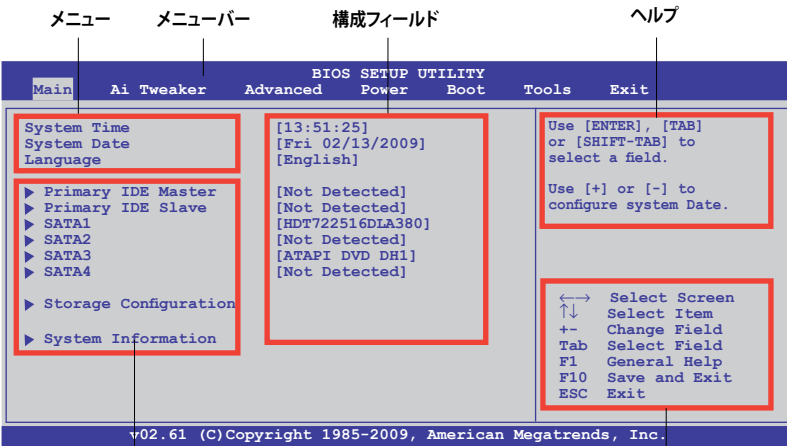 メニュー メニューバー 構成フィールド ヘルプ
BIOS SETUP UTILITY
Main Ai Tweaker Advanced Power Boot Tools Exit
System Time [13:51:25]
System Date [Fri 02/13/2009]
Language [English]
▶ Primary IDE Master [Not Detected]
▶ Primary IDE Slave [Not Detected]
▶ SATA1 [HDT722516DLA380]
▶ SATA2 [Not Detected]
▶ SATA3 [ATAPI DVD DH1]
▶ SATA4 [Not Detected]
▶ Storage Configuration
▶ System Information
Use [ENTER], [TAB]
or [SHIFT-TAB] to
select a field.
Use [+] or [-] to
configure system Date.
←→ Select Screen
↑↓ Select Item
+- Change Field
Tab Select Field
F1 General Help
F10 Save and Exit
ESC Exit
v02.61 (C)Copyright 1985-2009, American Megatrends, Inc.